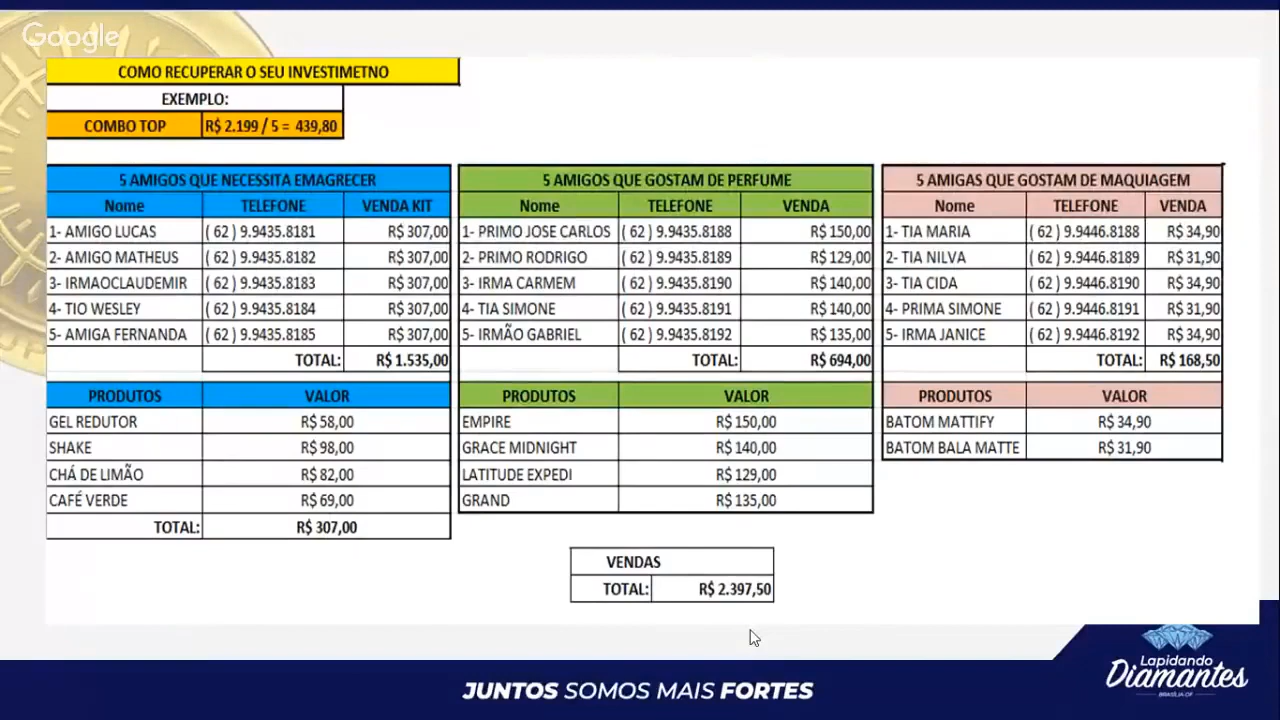 Google
COMO RECUPERAR O SEU INVESTIMETNO
EXEMPLO:
COMBO TOP R$ 2.199 / 5 = 439,80
5 AMIGOS QUE NECESSITA EMAGRECER
Nome TELEFONE VENDA KIT
1- AMIGO LUCAS ( 62 ) 9.9435.8181 R$ 307,00
2- AMIGO MATHEUS ( 62 ) 9.9435.8182 R$ 307,00
3- IRMAOCLAUDEMIR ( 62 ) 9.9435.8183 R$ 307,00
4- TIO WESLEY ( 62 ) 9.9435.8184 R$ 307,00
5- AMIGA FERNANDA ( 62 ) 9.9435.8185 R$ 307,00
TOTAL: R$ 1.535,00
PRODUTOS VALOR
GEL REDUTOR R$ 58,00
SHAKE R$ 98,00
CHÁ DE LIMÃO R$ 82,00
CAFÉ VERDE R$ 69,00
TOTAL: R$ 307,00
5 AMIGOS QUE GOSTAM DE PERFUME
Nome TELEFONE VENDA
1- PRIMO JOSE CARLOS ( 62 ) 9.9435.8188 R$ 150,00
2- PRIMO RODRIGO ( 62 ) 9.9435.8189 R$ 129,00
3- IRMA CARMEM ( 62 ) 9.9435.8190 R$ 140,00
4- TIA SIMONE ( 62 ) 9.9435.8191 R$ 140,00
5- IRMÃO GABRIEL ( 62 ) 9.9435.8192 R$ 135,00
TOTAL: R$ 694,00
PRODUTOS VALOR
EMPIRE R$ 150,00
GRACE MIDNIGHT R$ 140,00
LATITUDE EXPEDI R$ 129,00
GRAND R$ 135,00
5 AMIGAS QUE GOSTAM DE MAQUIAGEM
Nome TELEFONE VENDA
1- TIA MARIA ( 62 ) 9.9446.8188 R$ 34,90
2- TIA NILVA ( 62 ) 9.9446.8189 R$ 31,90
3- TIA CIDA ( 62 ) 9.9446.8190 R$ 34,90
4- PRIMA SIMONE ( 62 ) 9.9446.8191 R$ 31,90
5- IRMA JANICE ( 62 ) 9.9446.8192 R$ 34,90
TOTAL: R$ 168,50
PRODUTOS VALOR
BATOM MATTIFY R$ 34,90
BATOM BALA MATTE R$ 31,90
VENDAS
TOTAL: R$ 2.397,50
JUNTOS SOMOS MAIS FORTES
Lapidando
Diamantes
BRASÍLIA-DF